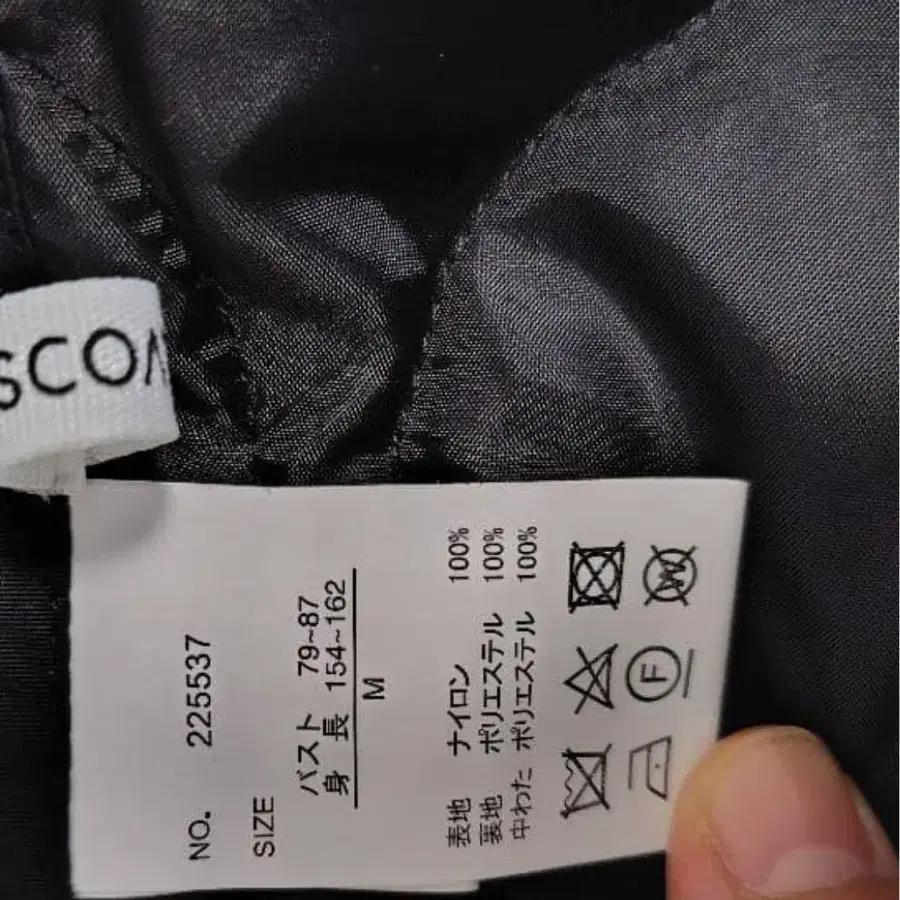 SCO
NO. 225537
SIZE
バスト 79~87
身 長 154~162
M
表地 ナイロン 100%
裏地 ポリエステル 100%
中わた ポリエステル 100%
W
F